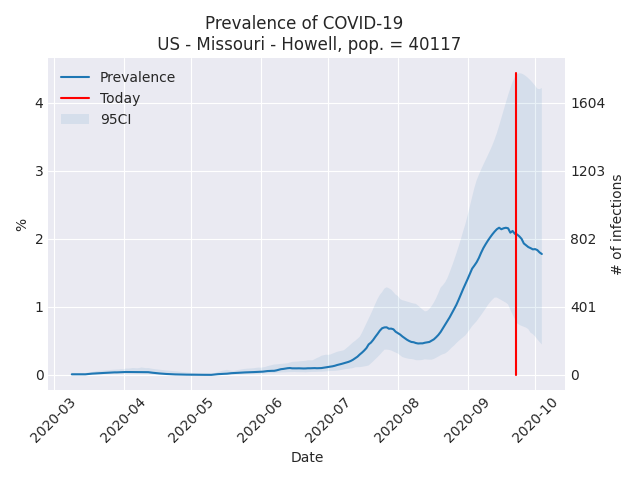 Prevalence of COVID-19
US - Missouri - Howell, pop. = 40117
Prevalence
Today
95CI
%
4
3
2
1
0
1604
1203
802
401
0
# of infections
2020-03
2020-04
2020-05
2020-06
2020-07
2020-08
2020-09
2020-10
Date